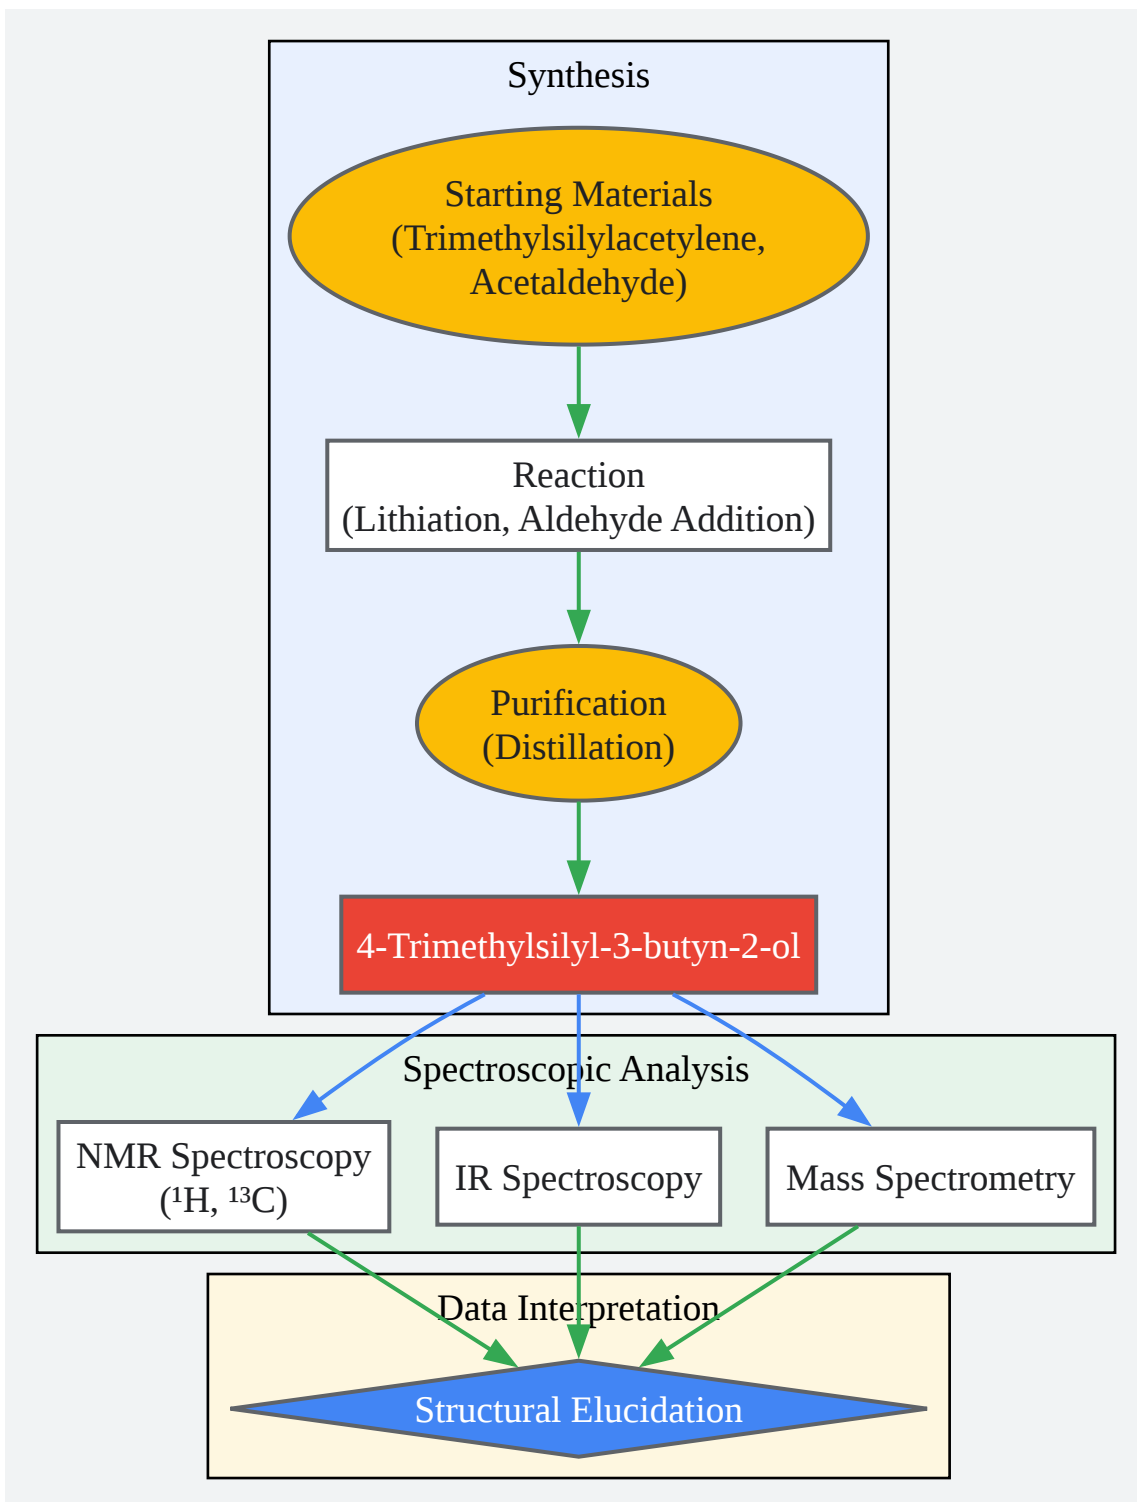 Synthesis
Starting Materials
(Trimethylsilylacetylene,
Acetaldehyde)
Reaction
(Lithiation, Aldehyde Addition)
Purification
(Distillation)
4-Trimethylsilyl-3-butyn-2-ol
Spectroscopic Analysis
NMR Spectroscopy
(¹H, ¹³C)
IR Spectroscopy
Mass Spectrometry
Data Interpretation
Structural Elucidation